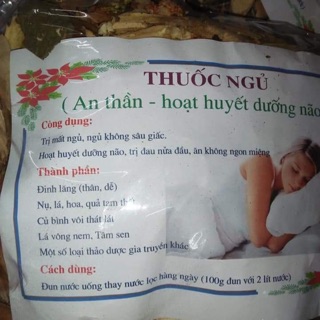 THUỐC NGỦ
( An thần - hoạt huyết dưỡng não
Công dụng:
Trị mất ngủ, ngủ không sâu giấc.
Hoạt huyết dưỡng não, trị đau nửa đầu, ăn không ngon miệng
Thành phần:
Đinh lăng (thân, dễ)
Nụ, lá, hoa, quả tam thất
Củ bình vôi thái lát
Lá vông nem, Tâm sen
Một số loại thảo dược gia truyền khác
Cách dùng:
Đun nước uống thay nước lọc hàng ngày (100g đun với 2 lít nước)